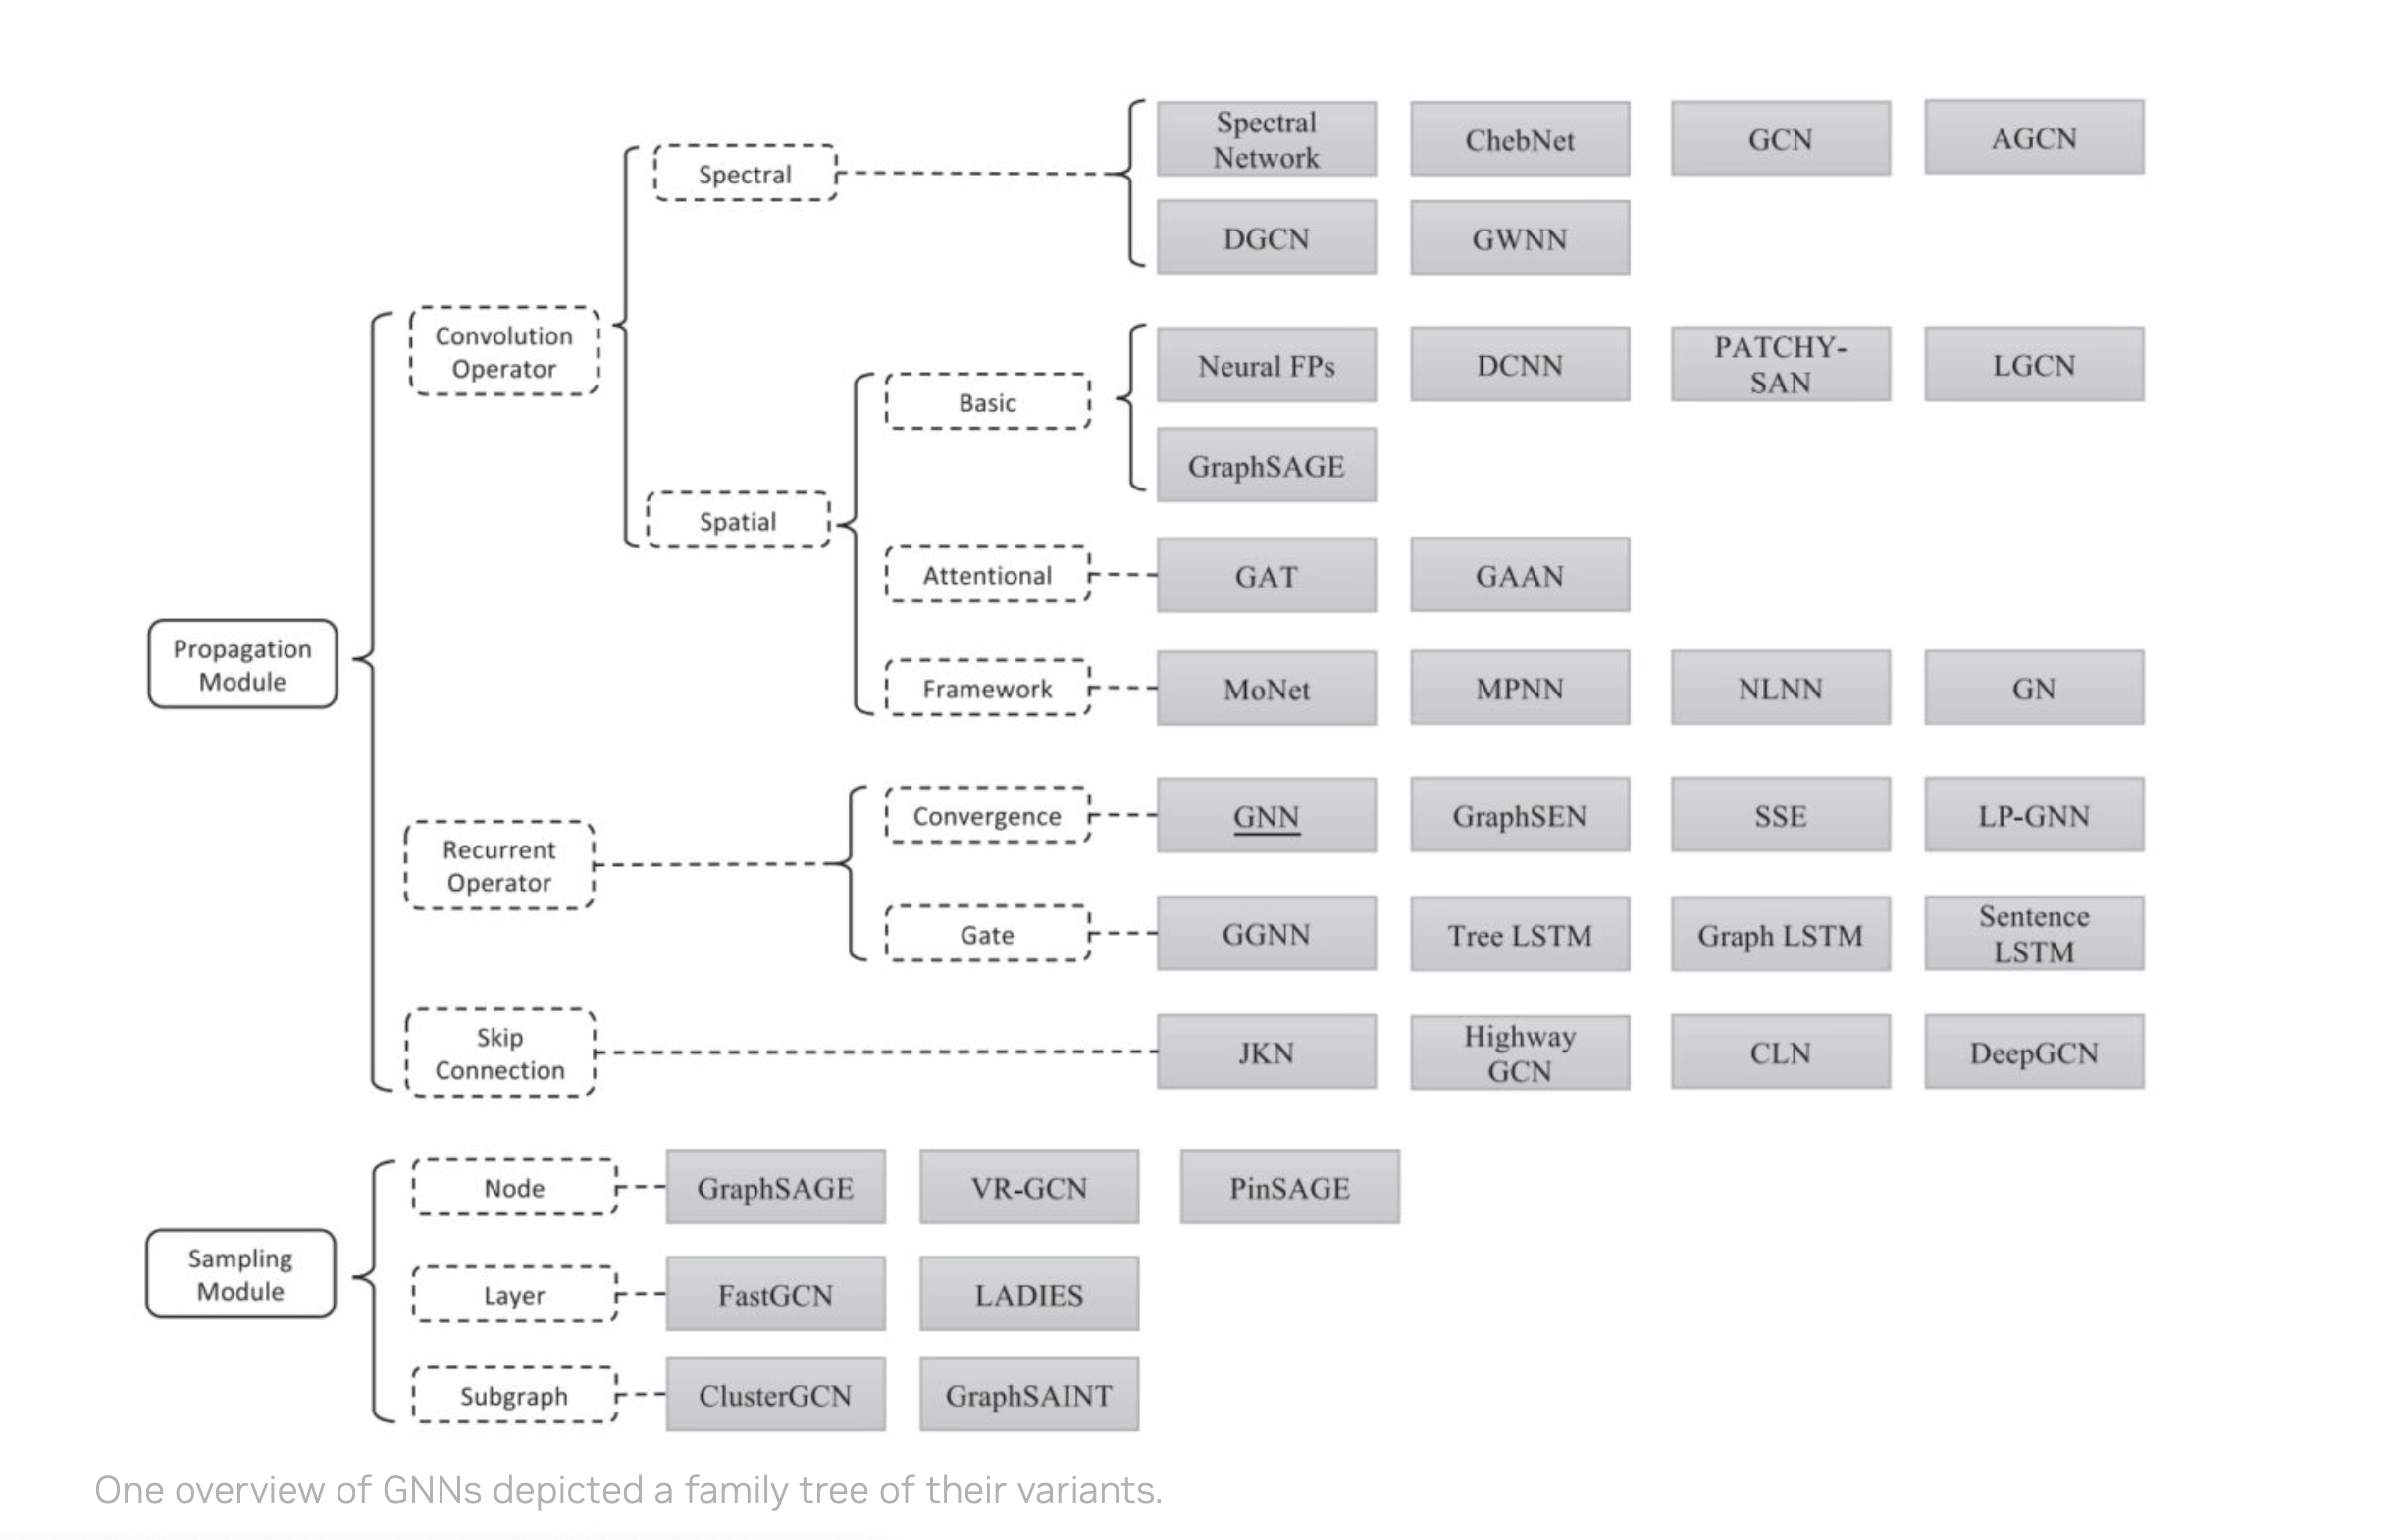 Spectral
Network
ChebNet
GCN
AGCN
Spectral
DGCN
GWNN
Convolution
Operator
Neural FPs
DCNN
PATCHY-
SAN
LGCN
Basic
GraphSAGE
Spatial
Attentional
GAT
GAAN
Propagation
Module
Framework
MoNet
MPNN
NLNN
GN
Convergence
GNN
GraphSEN
SSE
LP-GNN
Recurrent
Operator
Gate
GGNN
Tree LSTM
Graph LSTM
Sentence
LSTM
Skip
Connection
JKN
Highway
GCN
CLN
DeepGCN
Node
GraphSAGE
VR-GCN
PinSAGE
Sampling
Module
Layer
FastGCN
LADIES
Subgraph
ClusterGCN
GraphSAINT
One overview of GNNs depicted a family tree of their variants.